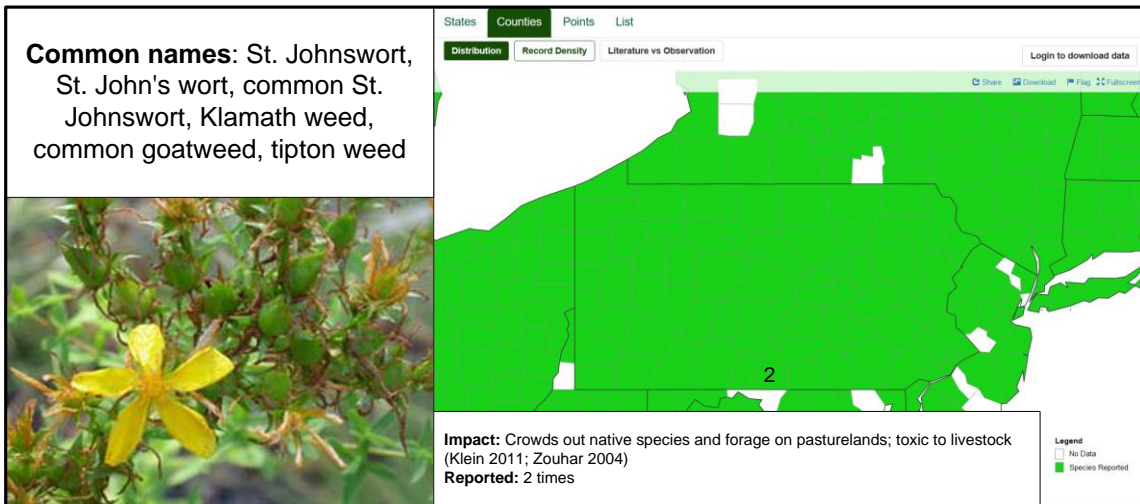 Common names: St. Johnswort,
St. John's wort, common St.
Johnswort, Klamath weed,
common goatweed, tipton weed
States Counties Points List
Distribution Record Density Literature vs Observation
Login to download data
Share Download Flag Fullscreen
2
Impact: Crowds out native species and forage on pasturelands; toxic to livestock
(Klein 2011; Zouhar 2004)
Reported: 2 times
Legend
No Data
Species Reported